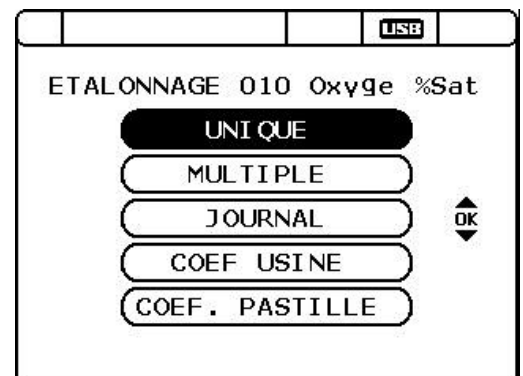 USB
ETALONNAGE 010 Oxyge %Sat
UNIQUE
MULTIPLE
JOURNAL
OK
COEF USINE
COEF. PASTILLE